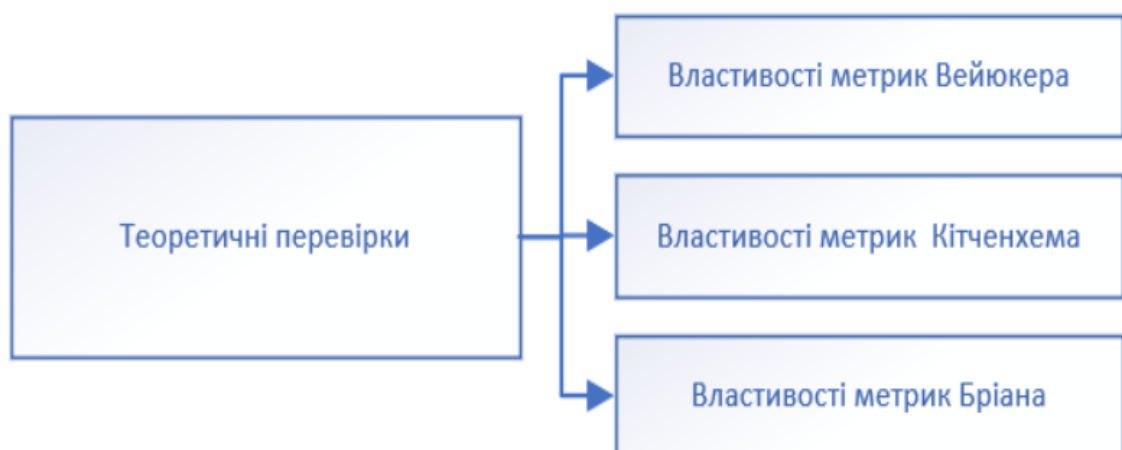 Властивості метрик Вейюкера
Теоретичні перевірки
Властивості метрик Кітченхема
Властивості метрик Бріана